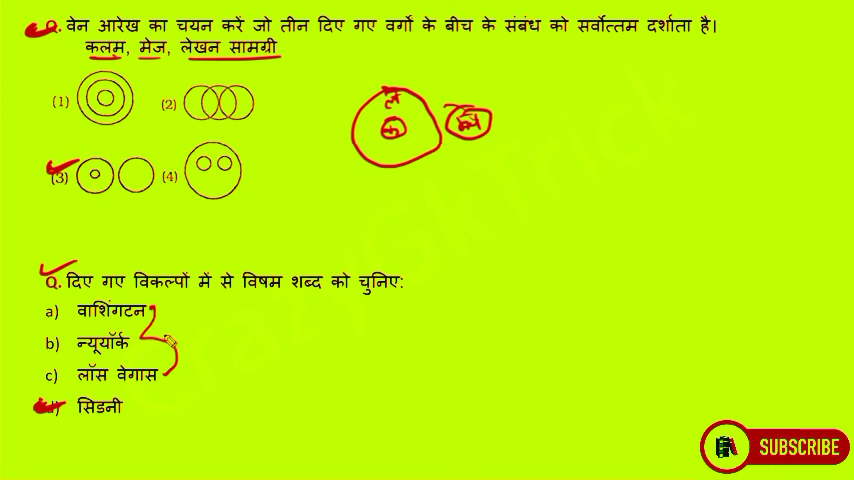 Q. वेन आरेख का चयन करें जो तीन दिए गए वर्गों के बीच के संबंध को सर्वोत्तम दर्शाता है।
कलम, मेज, लेखन सामग्री
(1) (2)
(3) (4)
ले
क
मे
Q. दिए गए विकल्पों में से विषम शब्द को चुनिए:
a) वाशिंगटन
b) न्यूयॉर्क
c) लॉस वेगास
d) सिडनी
CrazyGkTrick
SUBSCRIBE